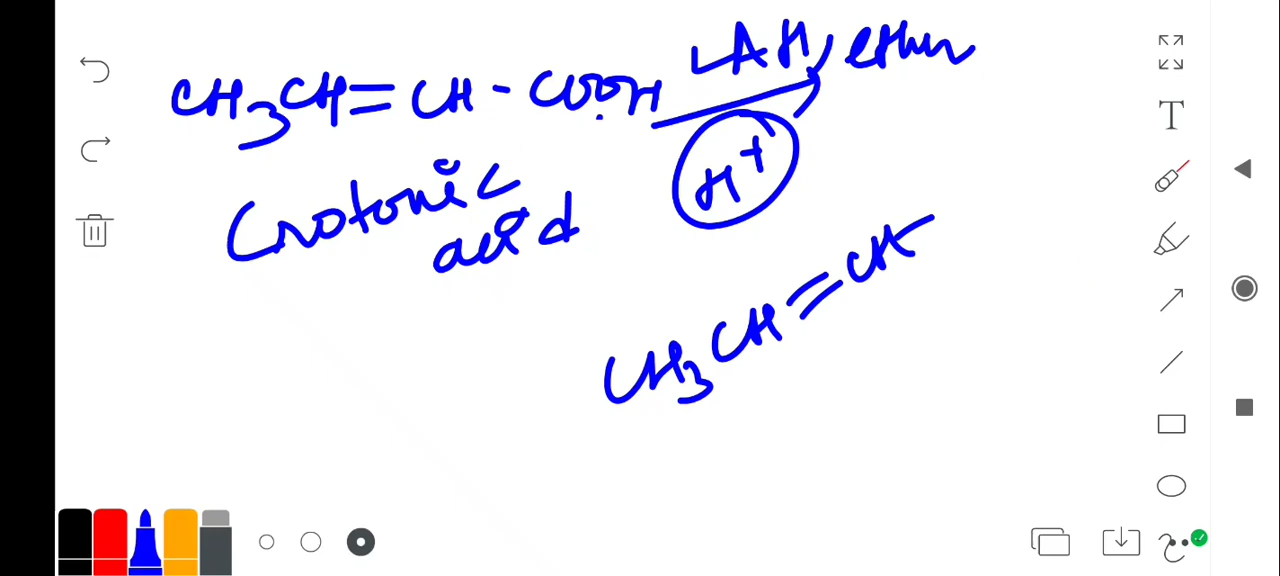 CH3CH=CH-COOH LAH, ether
H+
Crotonic
acid
CH3CH=CH
T